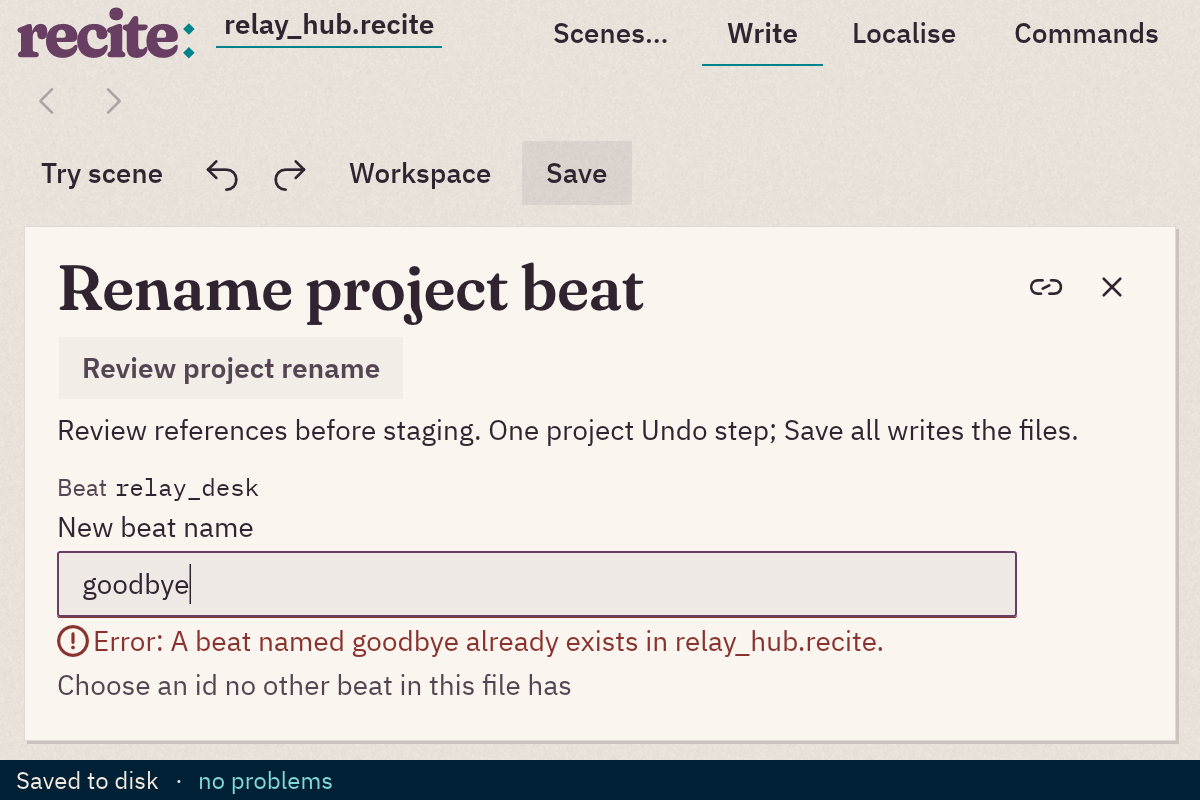 recite:
relay_hub.recite
Scenes...
Write
Localise
Commands
Try scene
Workspace
Save
Rename project beat
Review project rename
Review references before staging. One project Undo step; Save all writes the files.
Beat relay_desk
New beat name
goodbye
Error: A beat named goodbye already exists in relay_hub.recite.
Choose an id no other beat in this file has
Saved to disk · no problems